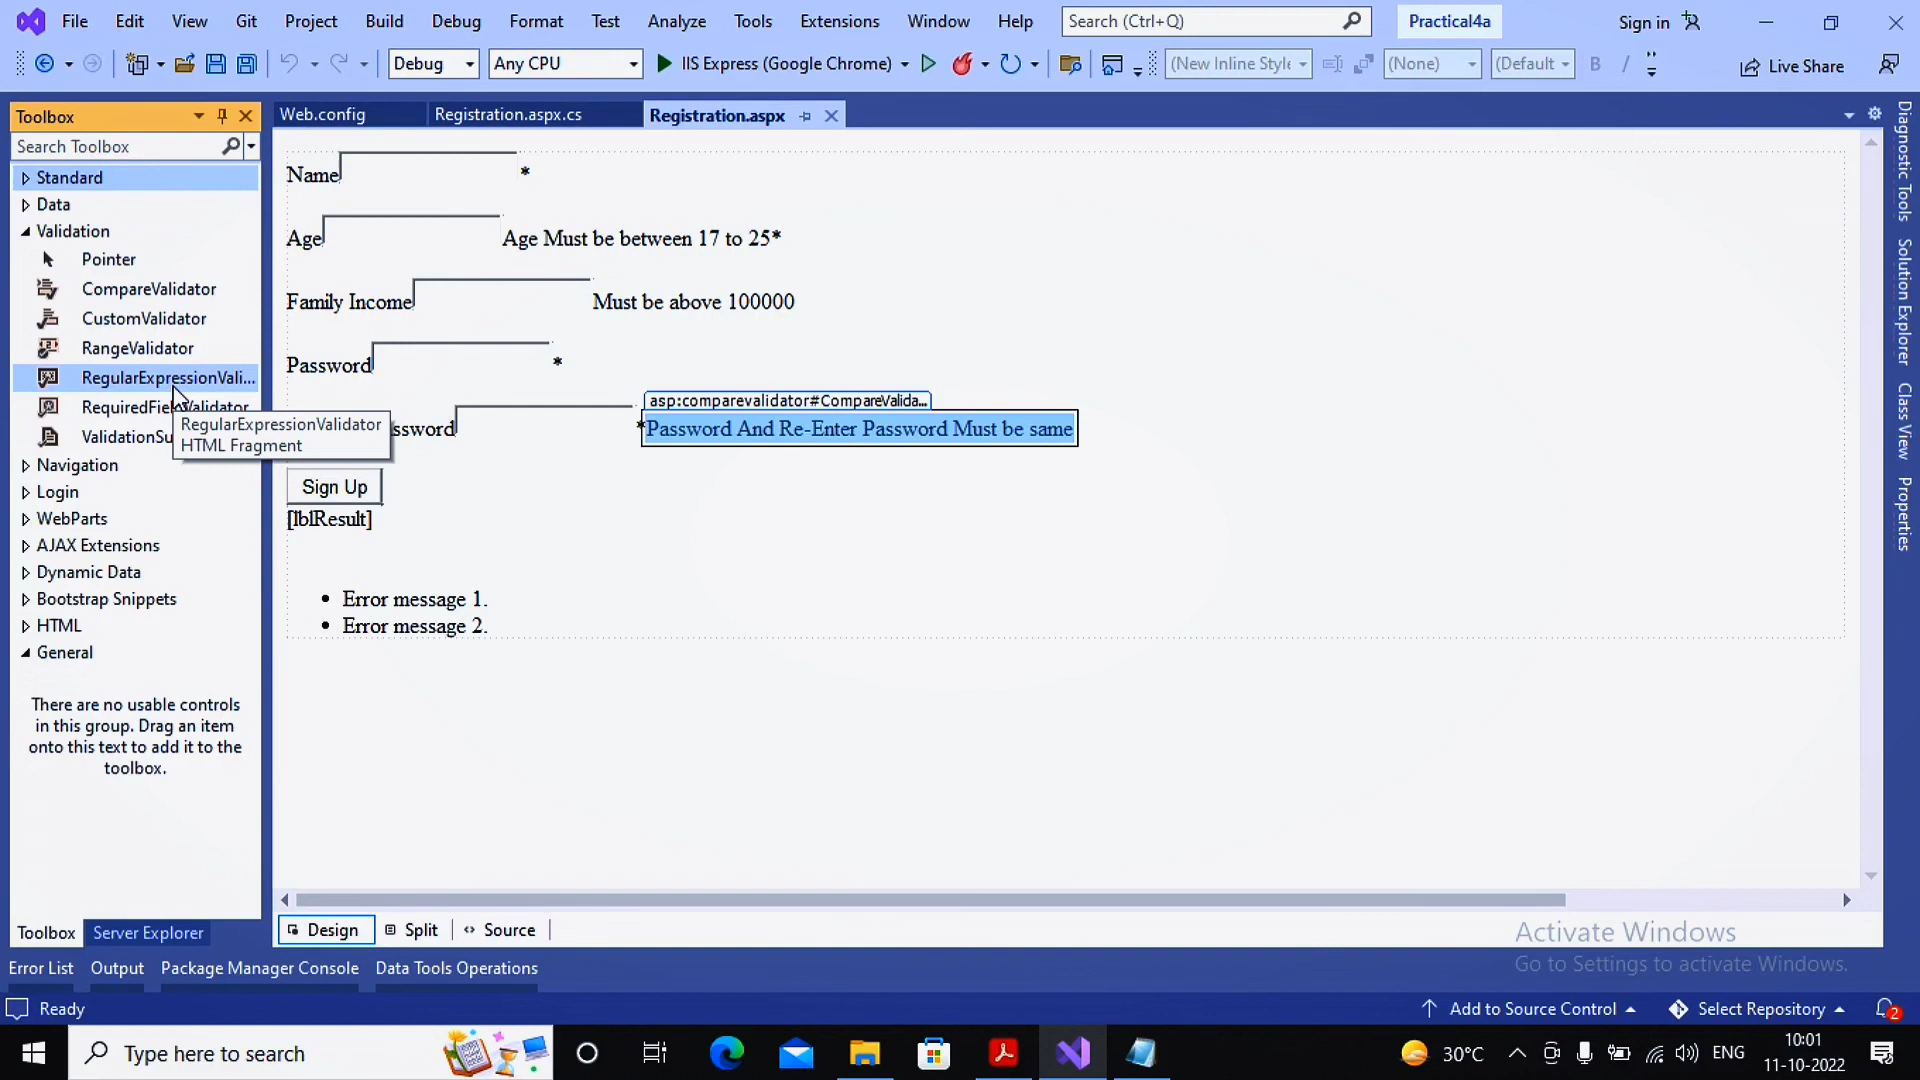 File Edit View Git Project Build Debug Format Test Analyze Tools Extensions Window Help Search (Ctrl+Q) Practical4a Sign in
Debug Any CPU IIS Express (Google Chrome) (New Inline Style (None) (Default B I Live Share
Toolbox
Search Toolbox
Standard
Data
Validation
Pointer
CompareValidator
CustomValidator
RangeValidator
RegularExpressionVali...
RequiredFieldValidator
ValidationSu
RegularExpressionValidator
HTML Fragment
Navigation
Login
WebParts
AJAX Extensions
Dynamic Data
Bootstrap Snippets
HTML
General
There are no usable controls
in this group. Drag an item
onto this text to add it to the
toolbox.
Toolbox Server Explorer
Web.config Registration.aspx.cs Registration.aspx
Name *
Age Age Must be between 17 to 25*
Family Income Must be above 100000
Password *
asp:comparevalidator#CompareValida...
ssword *Password And Re-Enter Password Must be same
Sign Up
[lblResult]
• Error message 1.
• Error message 2.
Design Split Source
Diagnostic Tools
Solution Explorer
Class View
Properties
Activate Windows
Go to Settings to activate Windows.
Error List Output Package Manager Console Data Tools Operations
Ready Add to Source Control Select Repository 2
Type here to search 30°C ENG 10:01
11-10-2022